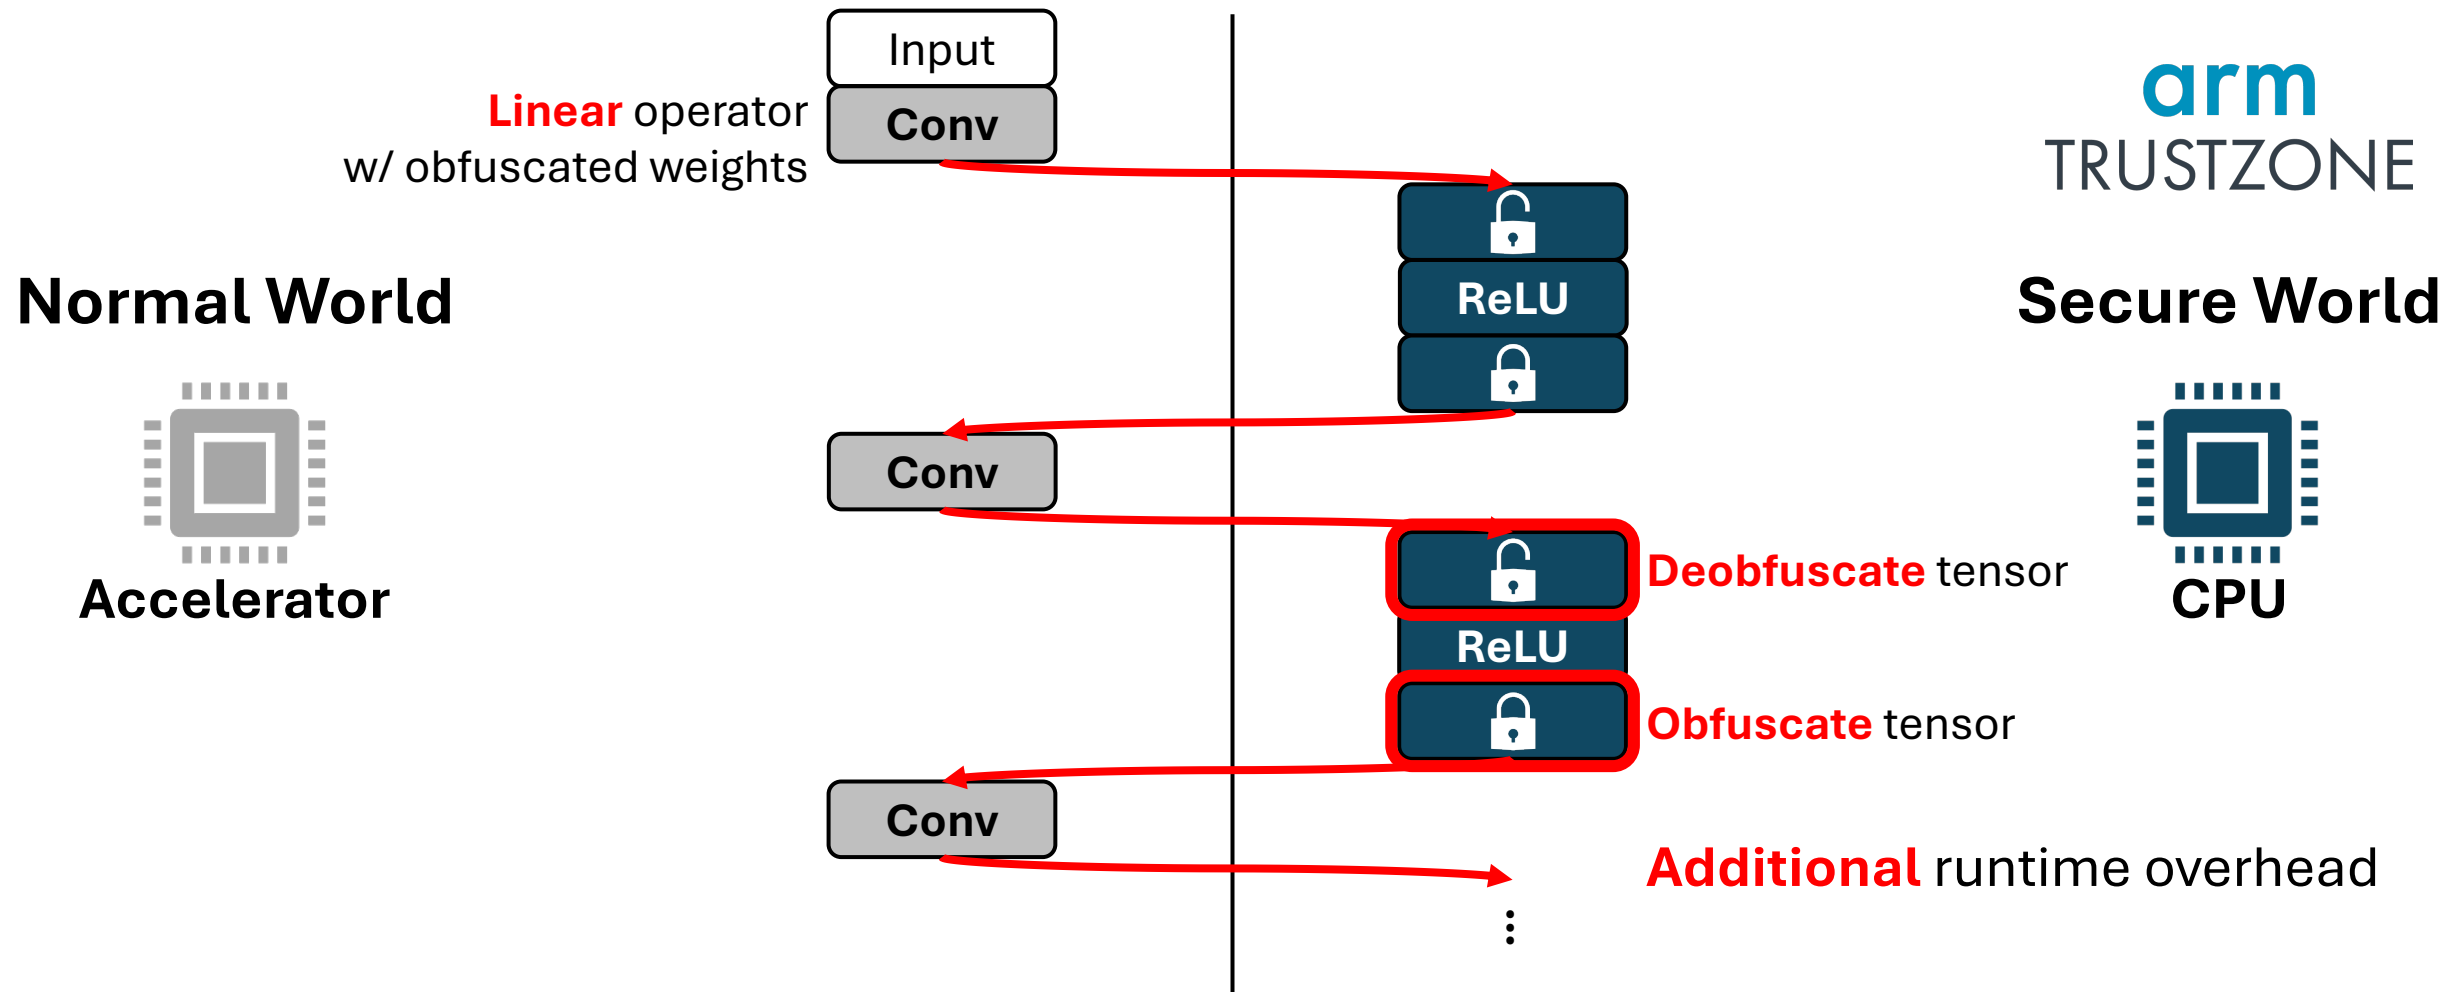 Input
Linear operator
w/ obfuscated weights
Conv
arm
TRUSTZONE
Normal World
ReLU
Secure World
Conv
Accelerator
Deobfuscate tensor
CPU
ReLU
Obfuscate tensor
Conv
Additional runtime overhead